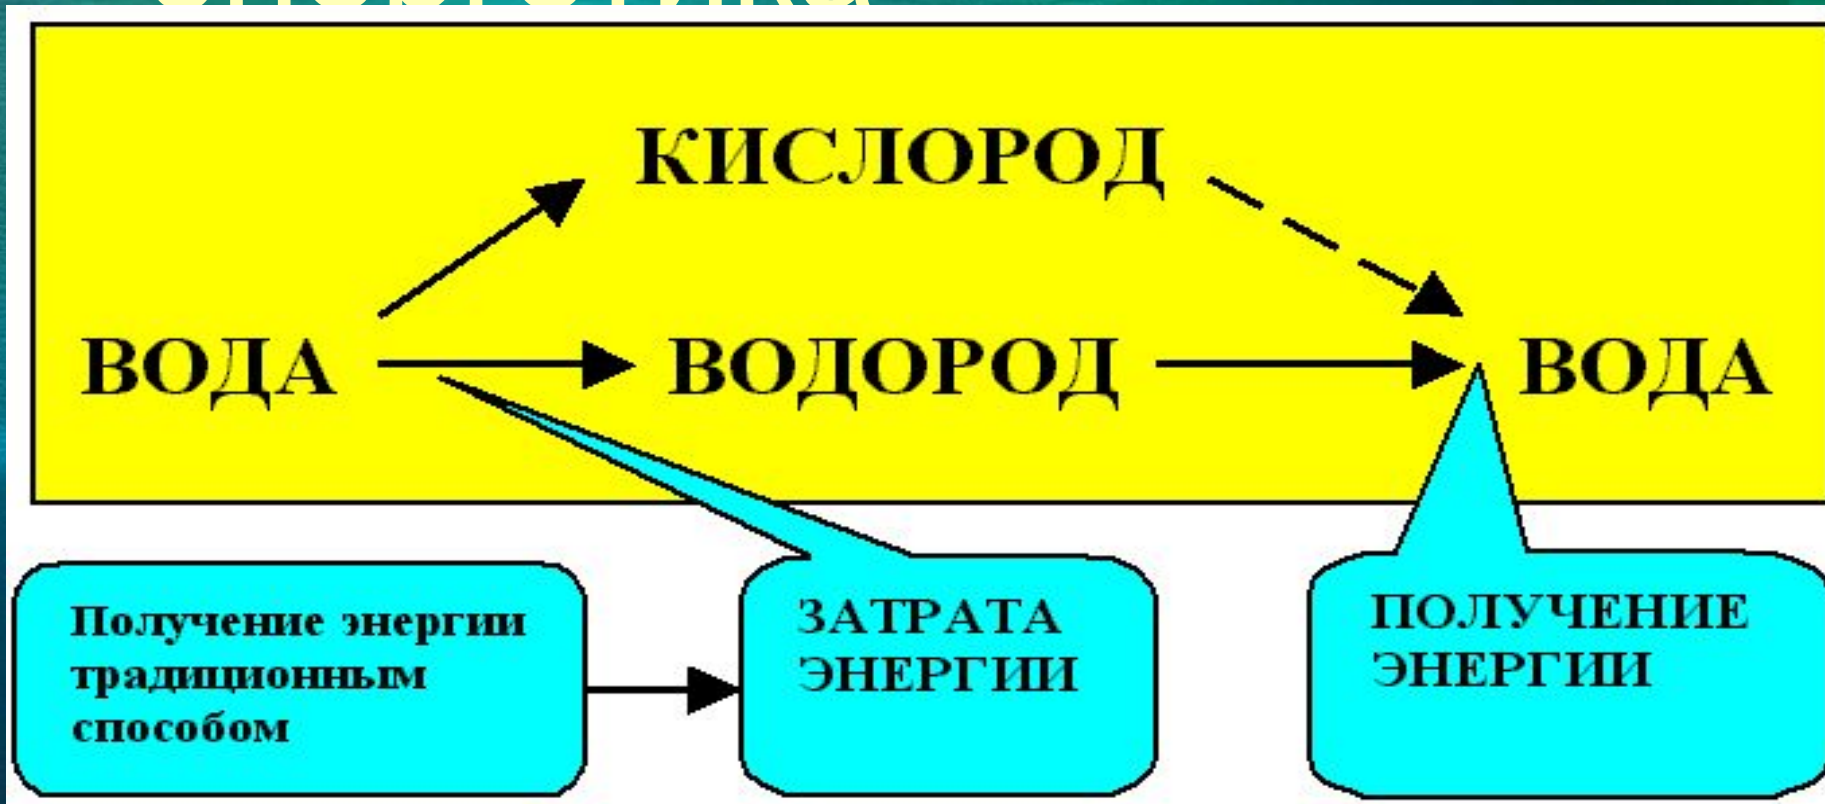 КИСЛОРОД
ВОДА ВОДОРОД ВОДА
Получение энергии
традиционным
способом
ЗАТРАТА
ЭНЕРГИИ
ПОЛУЧЕНИЕ
ЭНЕРГИИ